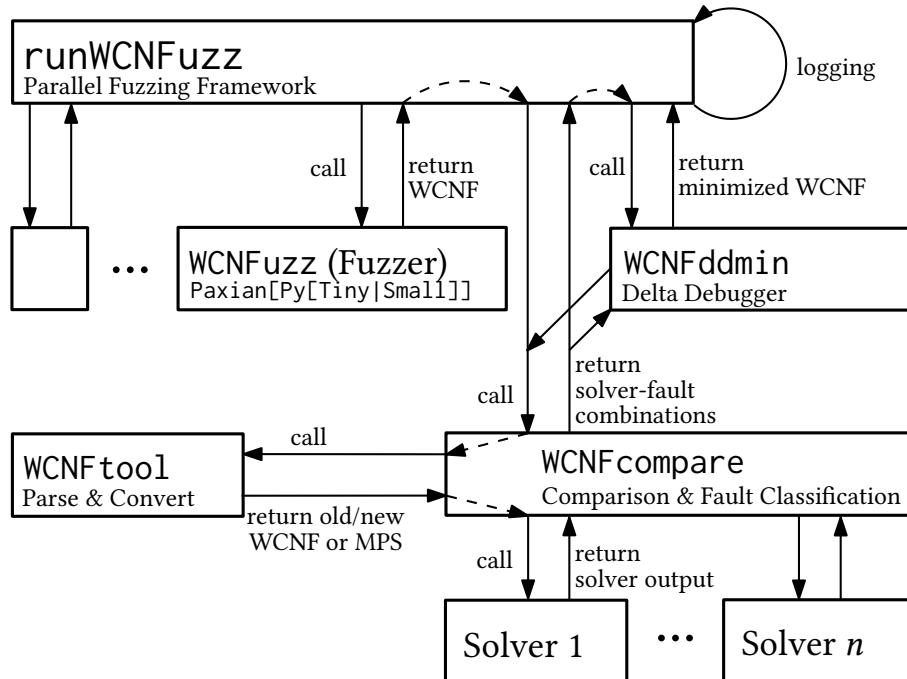 runWCNFuzz
Parallel Fuzzing Framework
logging
call
return
WCNF
call
return
minimized WCNF
...
WCNFuzz (Fuzzer)
Paxian[Py[Tiny|Small]]
WCNFddmin
Delta Debugger
call
return
solver-fault
combinations
WCNFtool
Parse & Convert
call
return old/new
WCNF or MPS
WCNFcompare
Comparison & Fault Classification
call
return
solver output
Solver 1
...
Solver n